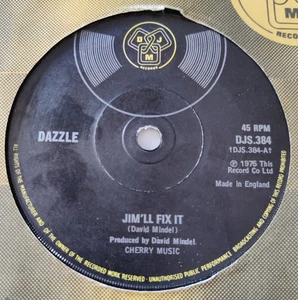 DJM
RECORDS
DAZZLE
45 RPM
DJS.384
†DJS.384-A†
℗ 1975 This
Record Co Ltd
Made in England
JIM'LL FIX IT
(David Mindel)
Produced by David Mindel.
CHERRY MUSIC
ALL RIGHTS OF THE MANUFACTURER AND OF THE OWNER OF THE RECORDED WORK RESERVED · UNAUTHORISED PUBLIC PERFORMANCE BROADCASTING AND COPYING OF THIS RECORD PROHIBITED